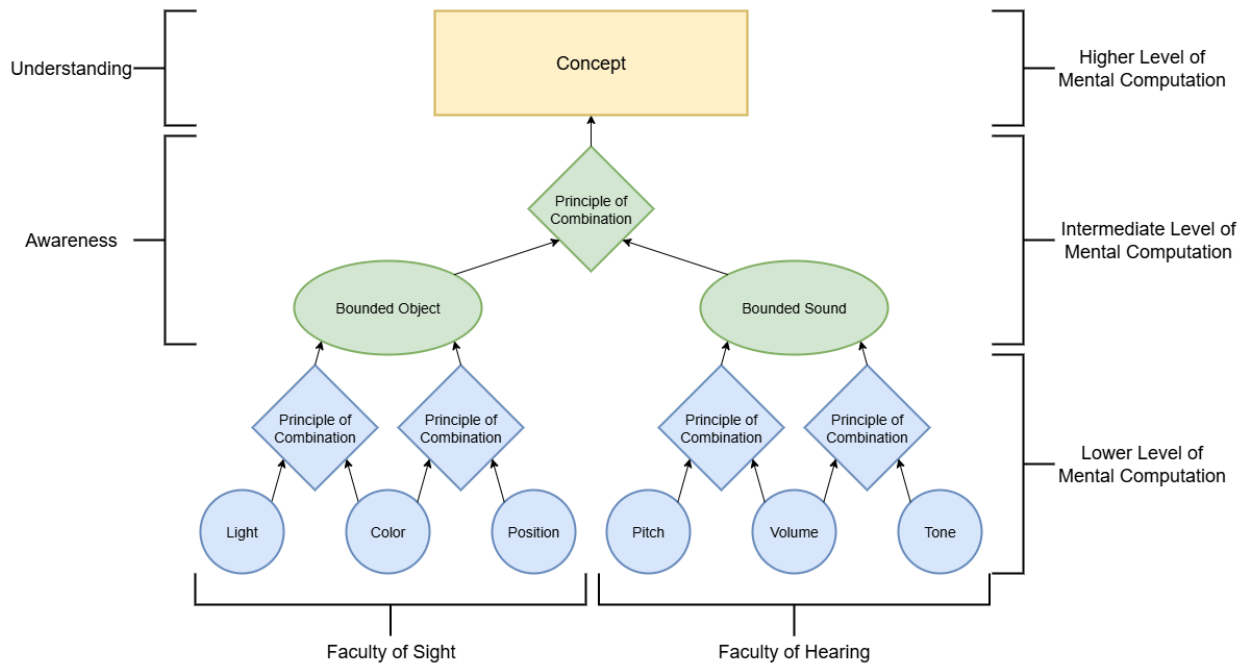 Understanding
Concept
Higher Level of
Mental Computation
Awareness
Principle of
Combination
Intermediate Level of
Mental Computation
Bounded Object
Bounded Sound
Principle of
Combination
Principle of
Combination
Principle of
Combination
Principle of
Combination
Lower Level of
Mental Computation
Light
Color
Position
Pitch
Volume
Tone
Faculty of Sight
Faculty of Hearing